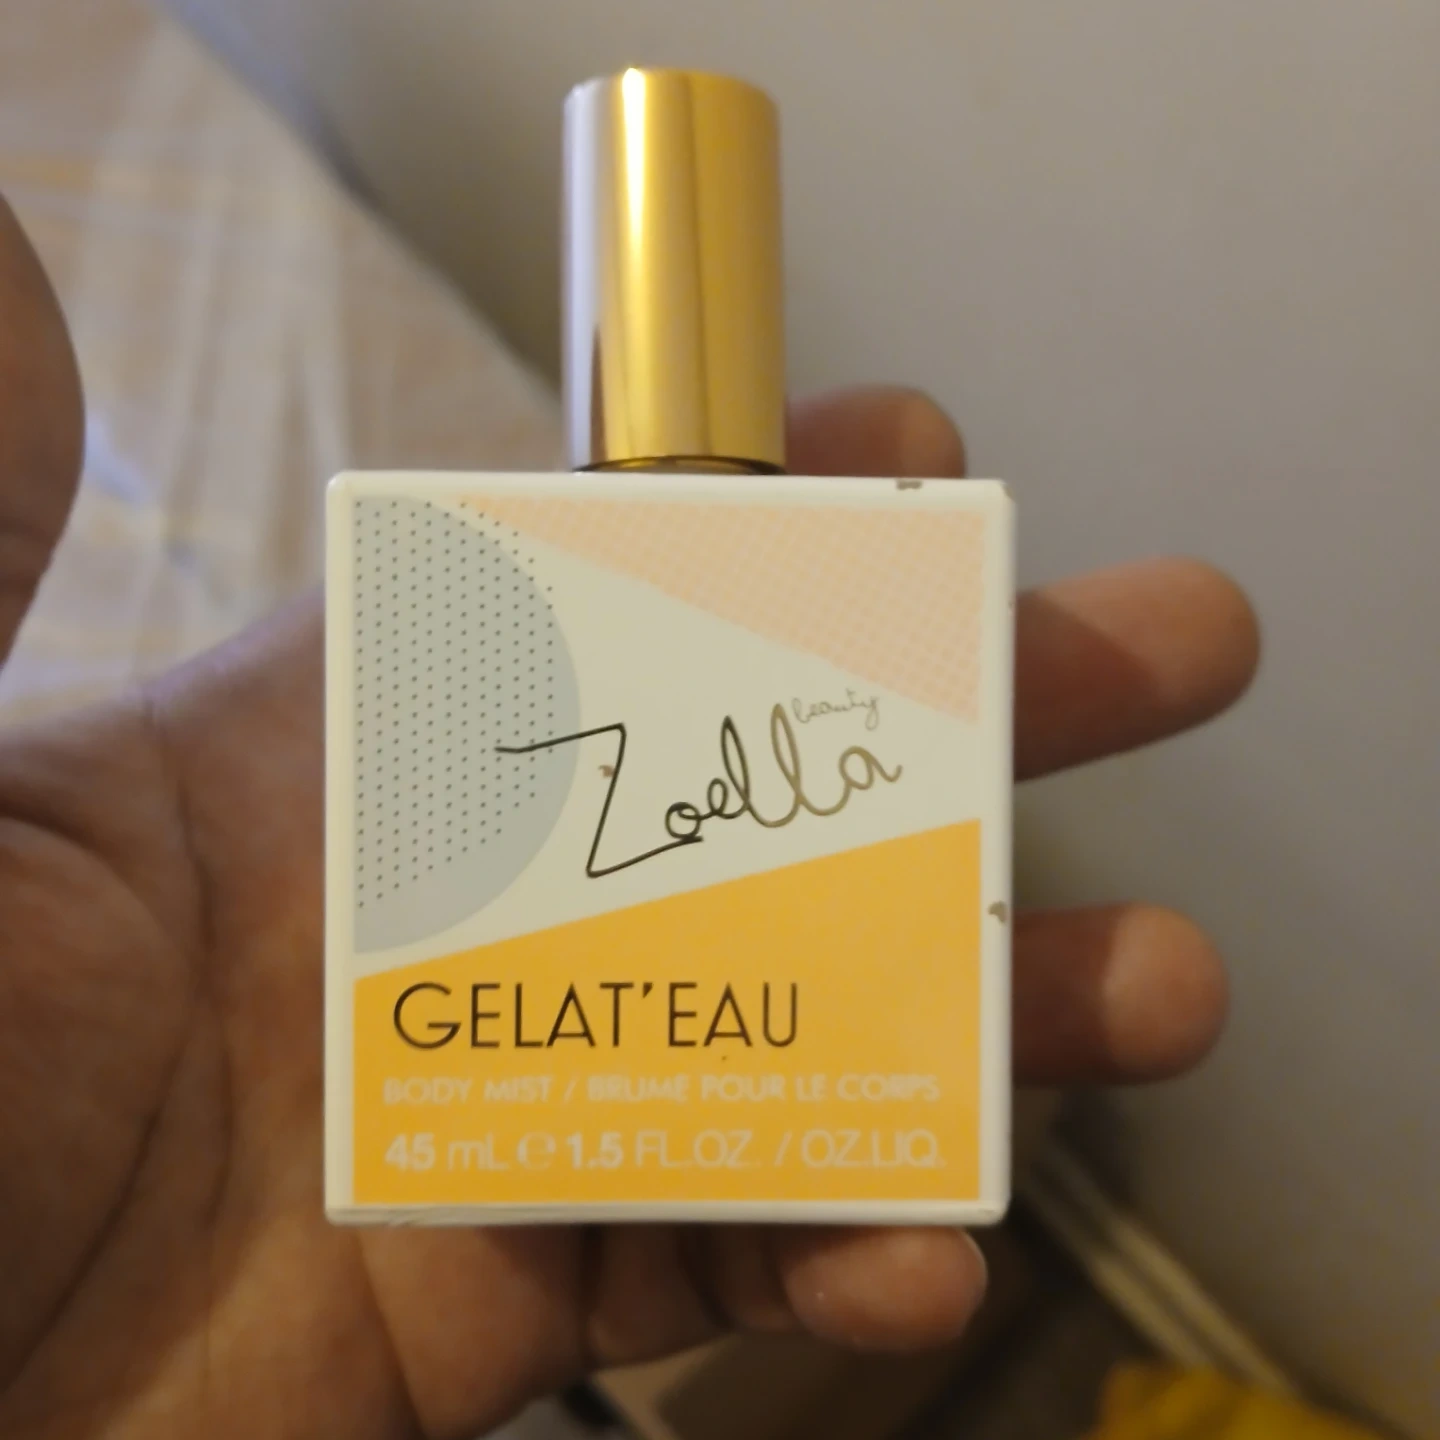 beauty
Zoella
GELAT'EAU
BODY MIST / BRUME POUR LE CORPS
45 mL ℮ 1.5 FL.OZ. / OZ.LIQ.